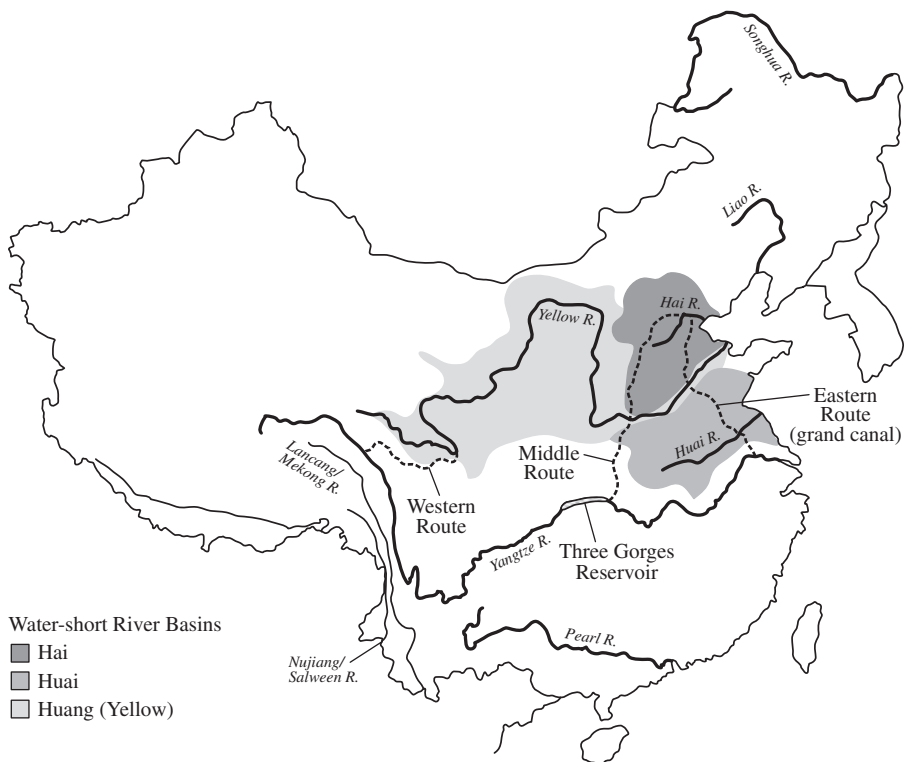 Songhua R.
Liao R.
Hai R.
Yellow R.
Eastern
Route
(grand canal)
Huai R.
Middle
Route
Lancang/
Mekong R.
Western
Route
Yangtze R.
Three Gorges
Reservoir
Water-short River Basins
Hai
Huai
Huang (Yellow)
Pearl R.
Nujiang/
Salween R.